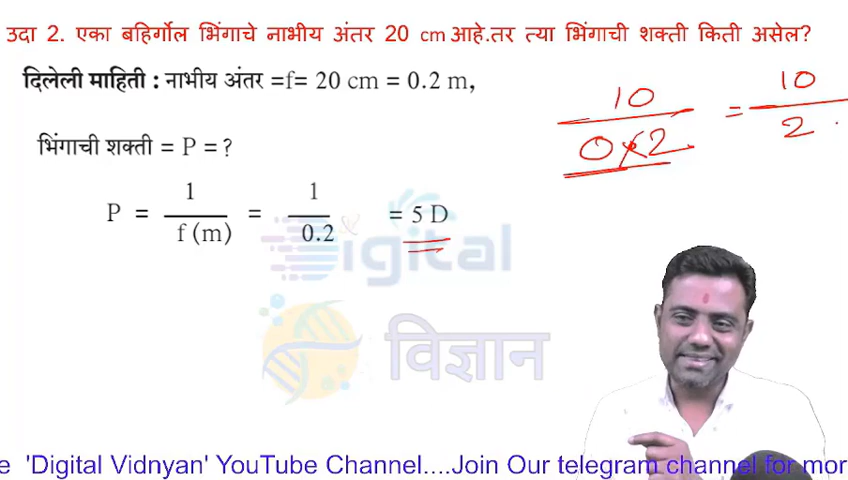 उदा 2. एका बहिर्गोल भिंगाचे नाभीय अंतर 20 cm आहे.तर त्या भिंगाची शक्ती किती असेल?
दिलेली माहिती : नाभीय अंतर =f= 20 cm = 0.2 m,
10 / 0.2 = 10 / 2
भिंगाची शक्ती = P = ?
P = 1 / f (m) = 1 / 0.2 = 5 D
Digital
विज्ञान
e 'Digital Vidnyan' YouTube Channel....Join Our telegram channel for mor